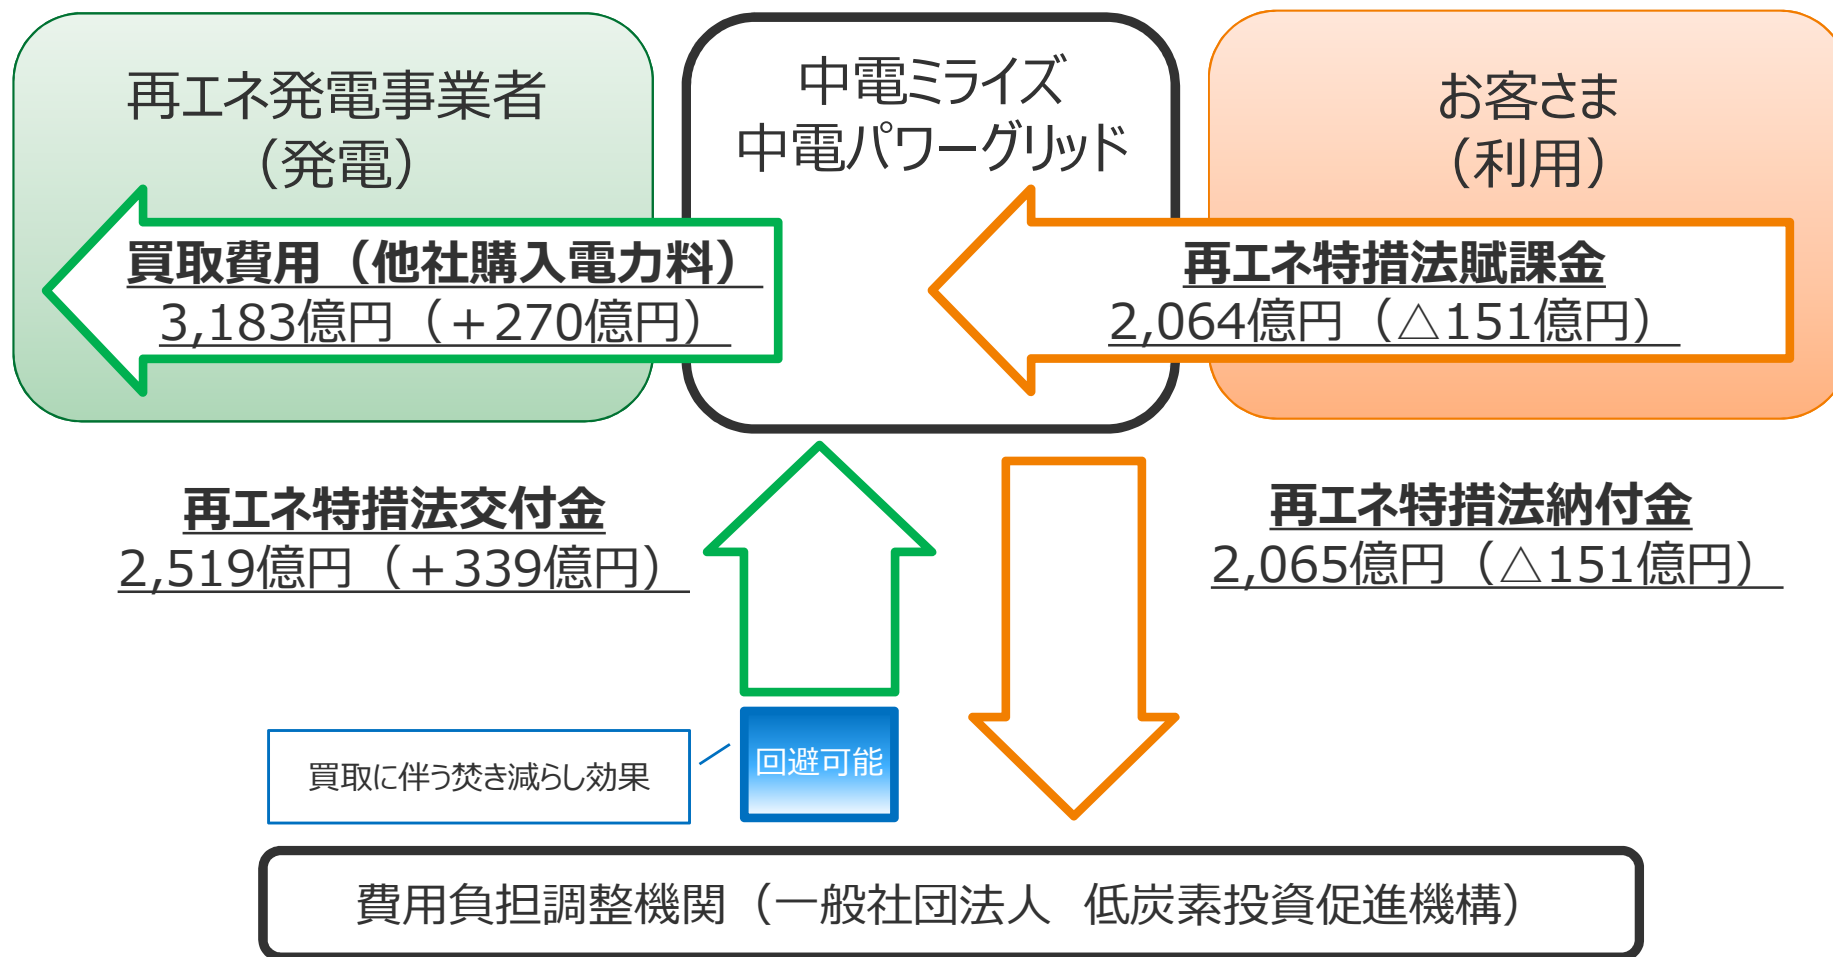 再エネ発電事業者
（発電）
中電ミライズ
中電パワーグリッド
お客さま
（利用）
買取費用（他社購入電力料）
3,183億円（＋270億円）
再エネ特措法賦課金
2,064億円（△151億円）
再エネ特措法交付金
2,519億円（＋339億円）
再エネ特措法納付金
2,065億円（△151億円）
買取に伴う焚き減らし効果
回避可能
費用負担調整機関（一般社団法人　低炭素投資促進機構）